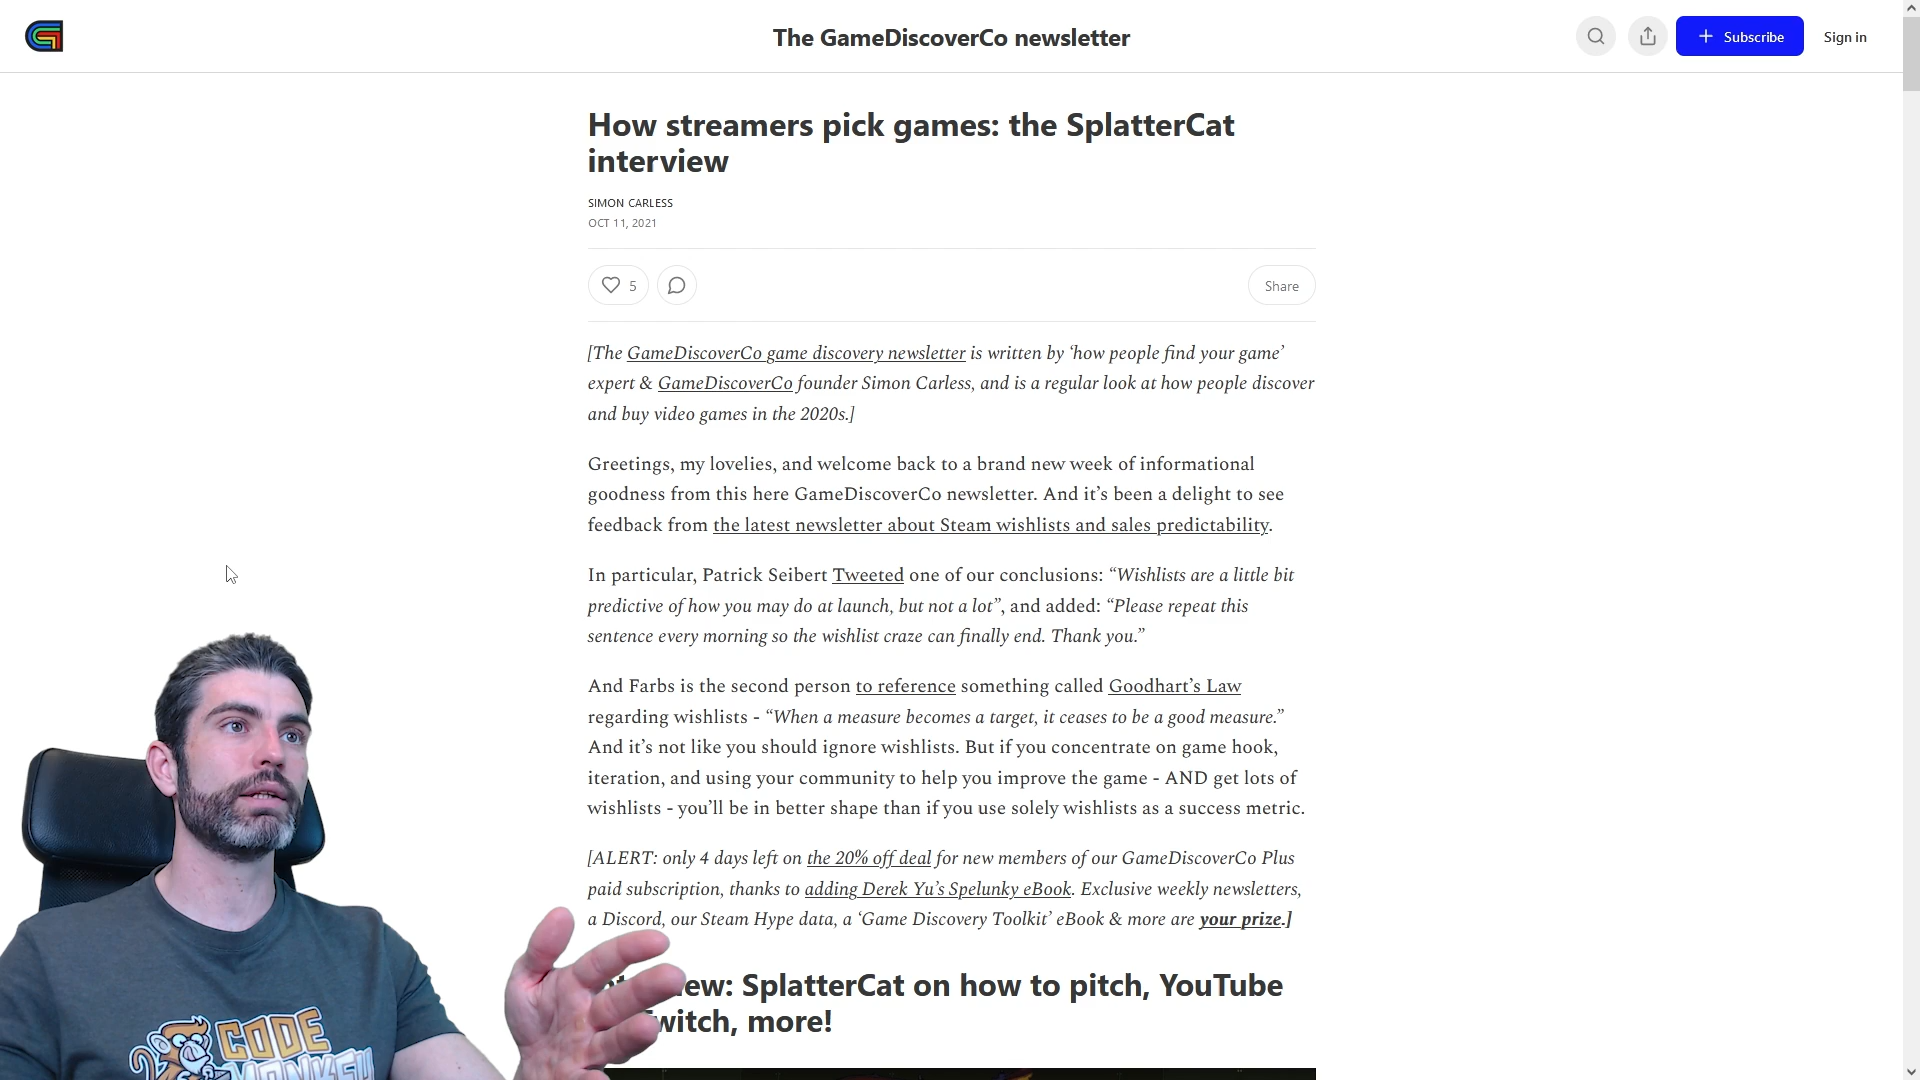 The GameDiscoverCo newsletter
Subscribe
Sign in
How streamers pick games: the SplatterCat
interview
SIMON CARLESS
OCT 11, 2021
5
Share
[The GameDiscoverCo game discovery newsletter is written by ‘how people find your game’
expert & GameDiscoverCo founder Simon Carless, and is a regular look at how people discover
and buy video games in the 2020s.]
Greetings, my lovelies, and welcome back to a brand new week of informational
goodness from this here GameDiscoverCo newsletter. And it’s been a delight to see
feedback from the latest newsletter about Steam wishlists and sales predictability.
In particular, Patrick Seibert Tweeted one of our conclusions: “Wishlists are a little bit
predictive of how you may do at launch, but not a lot”, and added: “Please repeat this
sentence every morning so the wishlist craze can finally end. Thank you.”
And Farbs is the second person to reference something called Goodhart’s Law
regarding wishlists - “When a measure becomes a target, it ceases to be a good measure.”
And it’s not like you should ignore wishlists. But if you concentrate on game hook,
iteration, and using your community to help you improve the game - AND get lots of
wishlists - you’ll be in better shape than if you use solely wishlists as a success metric.
[ALERT: only 4 days left on the 20% off deal for new members of our GameDiscoverCo Plus
paid subscription, thanks to adding Derek Yu’s Spelunky eBook. Exclusive weekly newsletters,
a Discord, our Steam Hype data, a ‘Game Discovery Toolkit’ eBook & more are your prize.]
SplatterCat on how to pitch, YouTube
more!
CODE
MONKEY